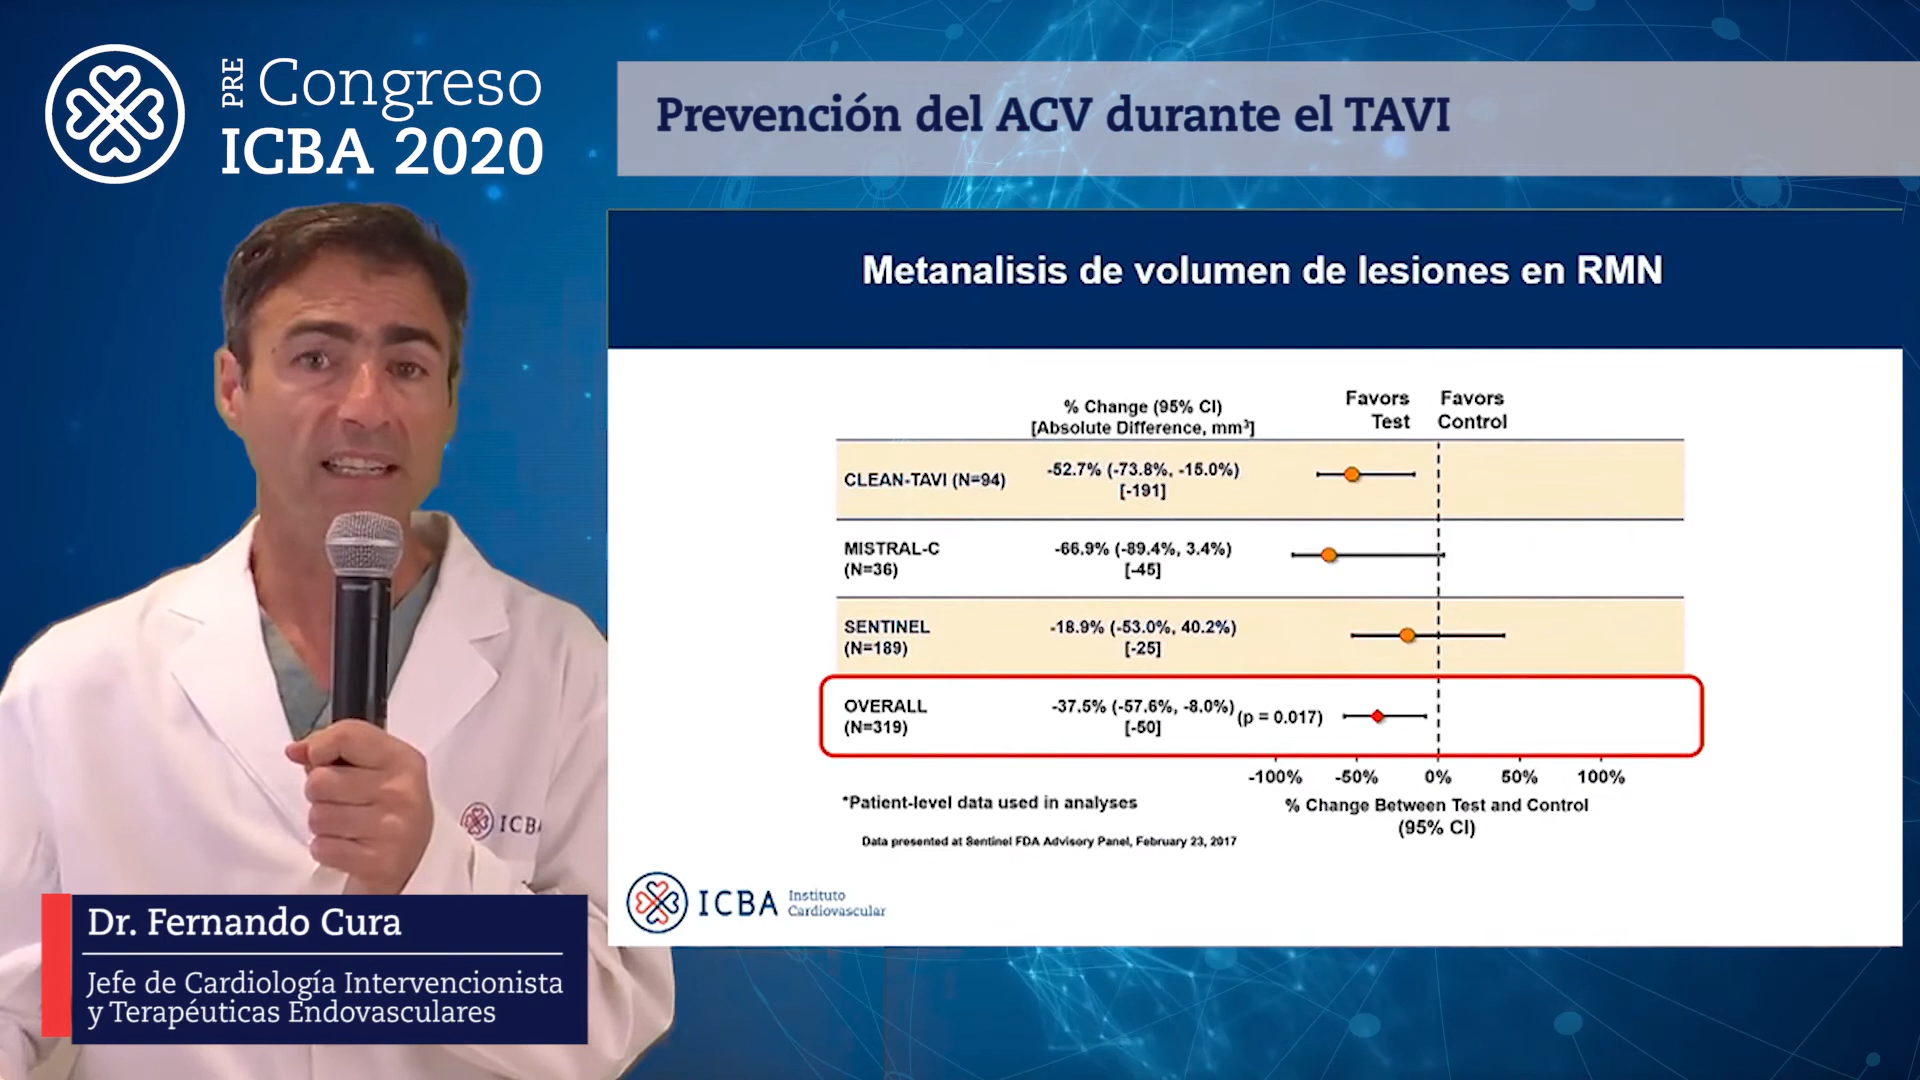 PRE Congreso
ICBA 2020
Prevención del ACV durante el TAVI
Metanalisis de volumen de lesiones en RMN
% Change (95% CI)
[Absolute Difference, mm³]
Favors
Test
Favors
Control
CLEAN-TAVI (N=94)
-52.7% (-73.8%, -15.0%)
[-191]
MISTRAL-C
(N=36)
-66.9% (-89.4%, 3.4%)
[-45]
SENTINEL
(N=189)
-18.9% (-53.0%, 40.2%)
[-25]
OVERALL
(N=319)
-37.5% (-57.6%, -8.0%)
[-50]
(p = 0.017)
-100% -50% 0% 50% 100%
% Change Between Test and Control
(95% CI)
*Patient-level data used in analyses
Data presented at Sentinel FDA Advisory Panel, February 23, 2017
ICBA
Instituto
Cardiovascular
ICBA
Dr. Fernando Cura
Jefe de Cardiología Intervencionista
y Terapéuticas Endovasculares